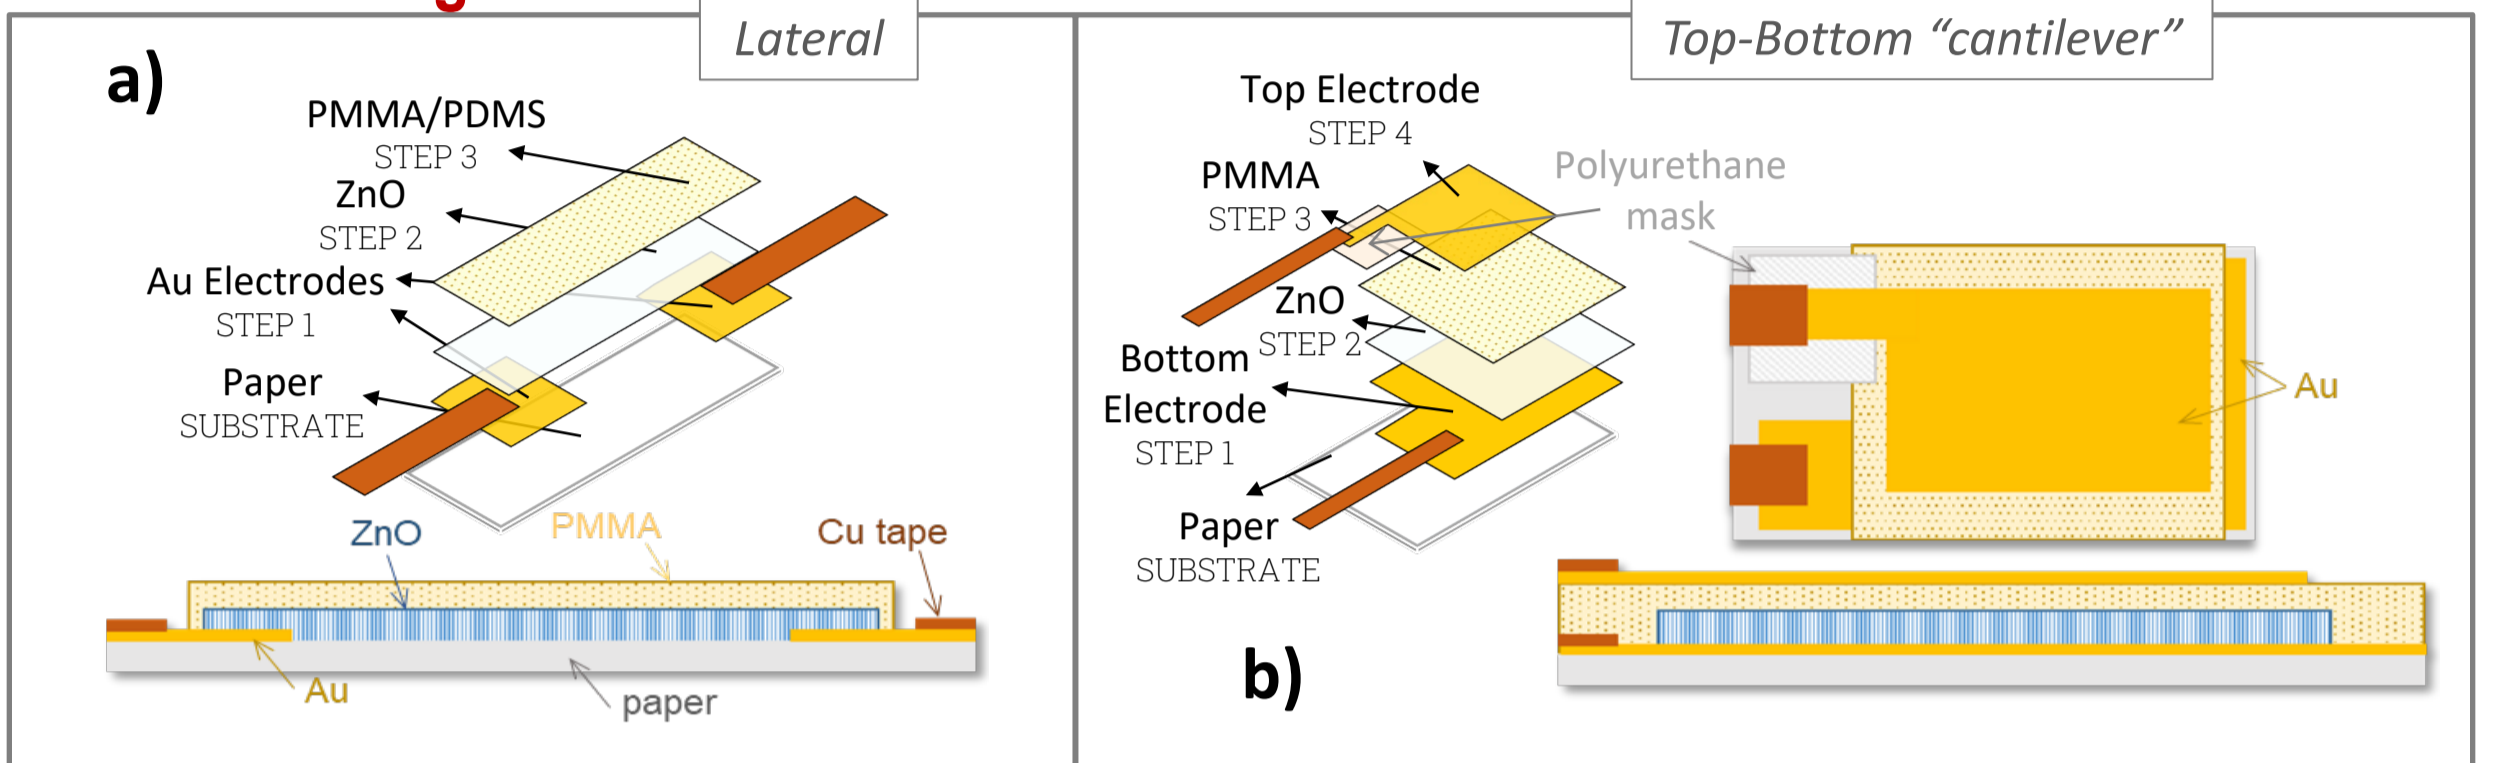 Lateral
a)
PMMA/PDMS
STEP 3
ZnO
STEP 2
Au Electrodes
STEP 1
Paper
SUBSTRATE
ZnO
PMMA
Cu tape
Au
paper
Top-Bottom “cantilever”
Top Electrode
STEP 4
PMMA
STEP 3
Polyurethane
mask
ZnO
STEP 2
Bottom
Electrode
STEP 1
Paper
SUBSTRATE
Au
b)